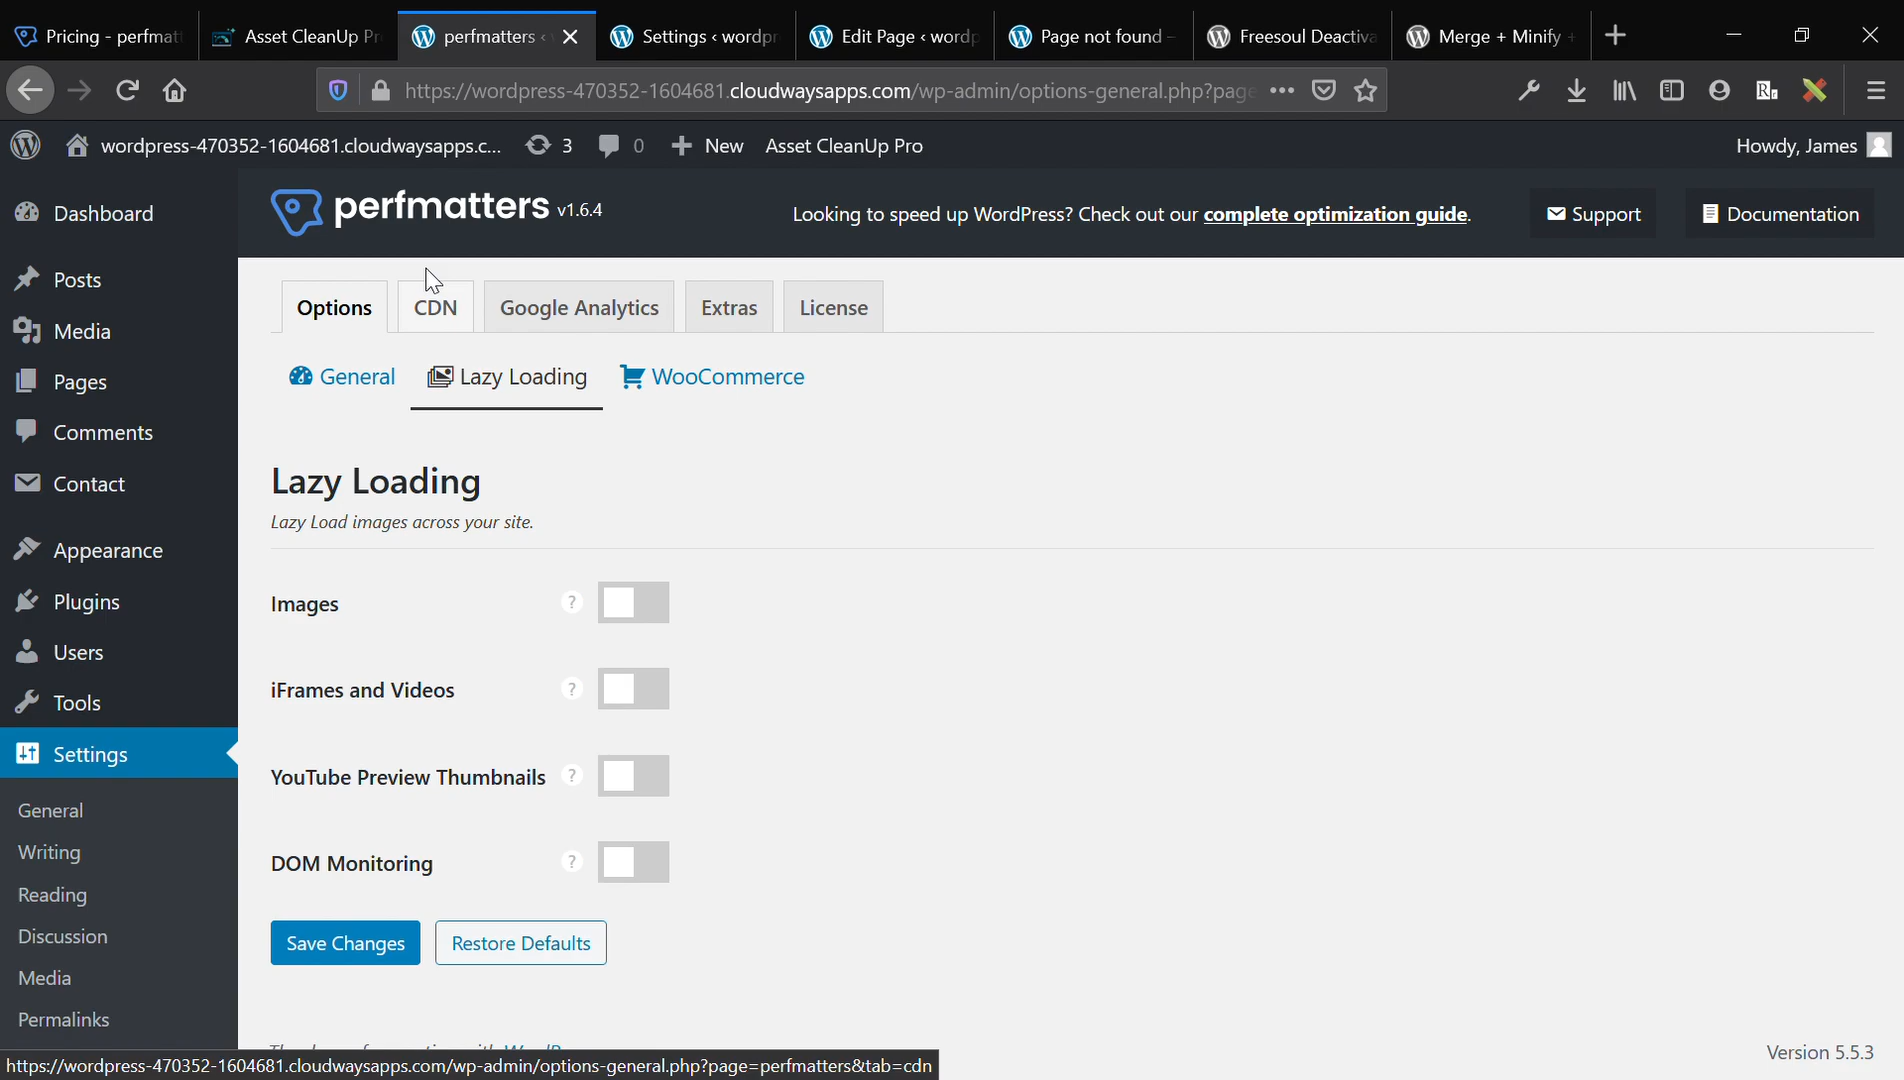 Pricing - perfmat
Asset CleanUp Pr
perfmatters ‹
Settings ‹ wordpr
Edit Page ‹ wordp
Page not found –
Freesoul Deactiva
Merge + Minify +
https://wordpress-470352-1604681.cloudwaysapps.com/wp-admin/options-general.php?page
wordpress-470352-1604681.cloudwaysapps.c...
3
0
New
Asset CleanUp Pro
Howdy, James
perfmatters v1.6.4
Looking to speed up WordPress? Check out our complete optimization guide.
Support
Documentation
Dashboard
Posts
Media
Pages
Comments
Contact
Appearance
Plugins
Users
Tools
Settings
General
Writing
Reading
Discussion
Media
Permalinks
Options
CDN
Google Analytics
Extras
License
General
Lazy Loading
WooCommerce
Lazy Loading
Lazy Load images across your site.
Images ?
iFrames and Videos ?
YouTube Preview Thumbnails ?
DOM Monitoring ?
Save Changes
Restore Defaults
Version 5.5.3
https://wordpress-470352-1604681.cloudwaysapps.com/wp-admin/options-general.php?page=perfmatters&tab=cdn